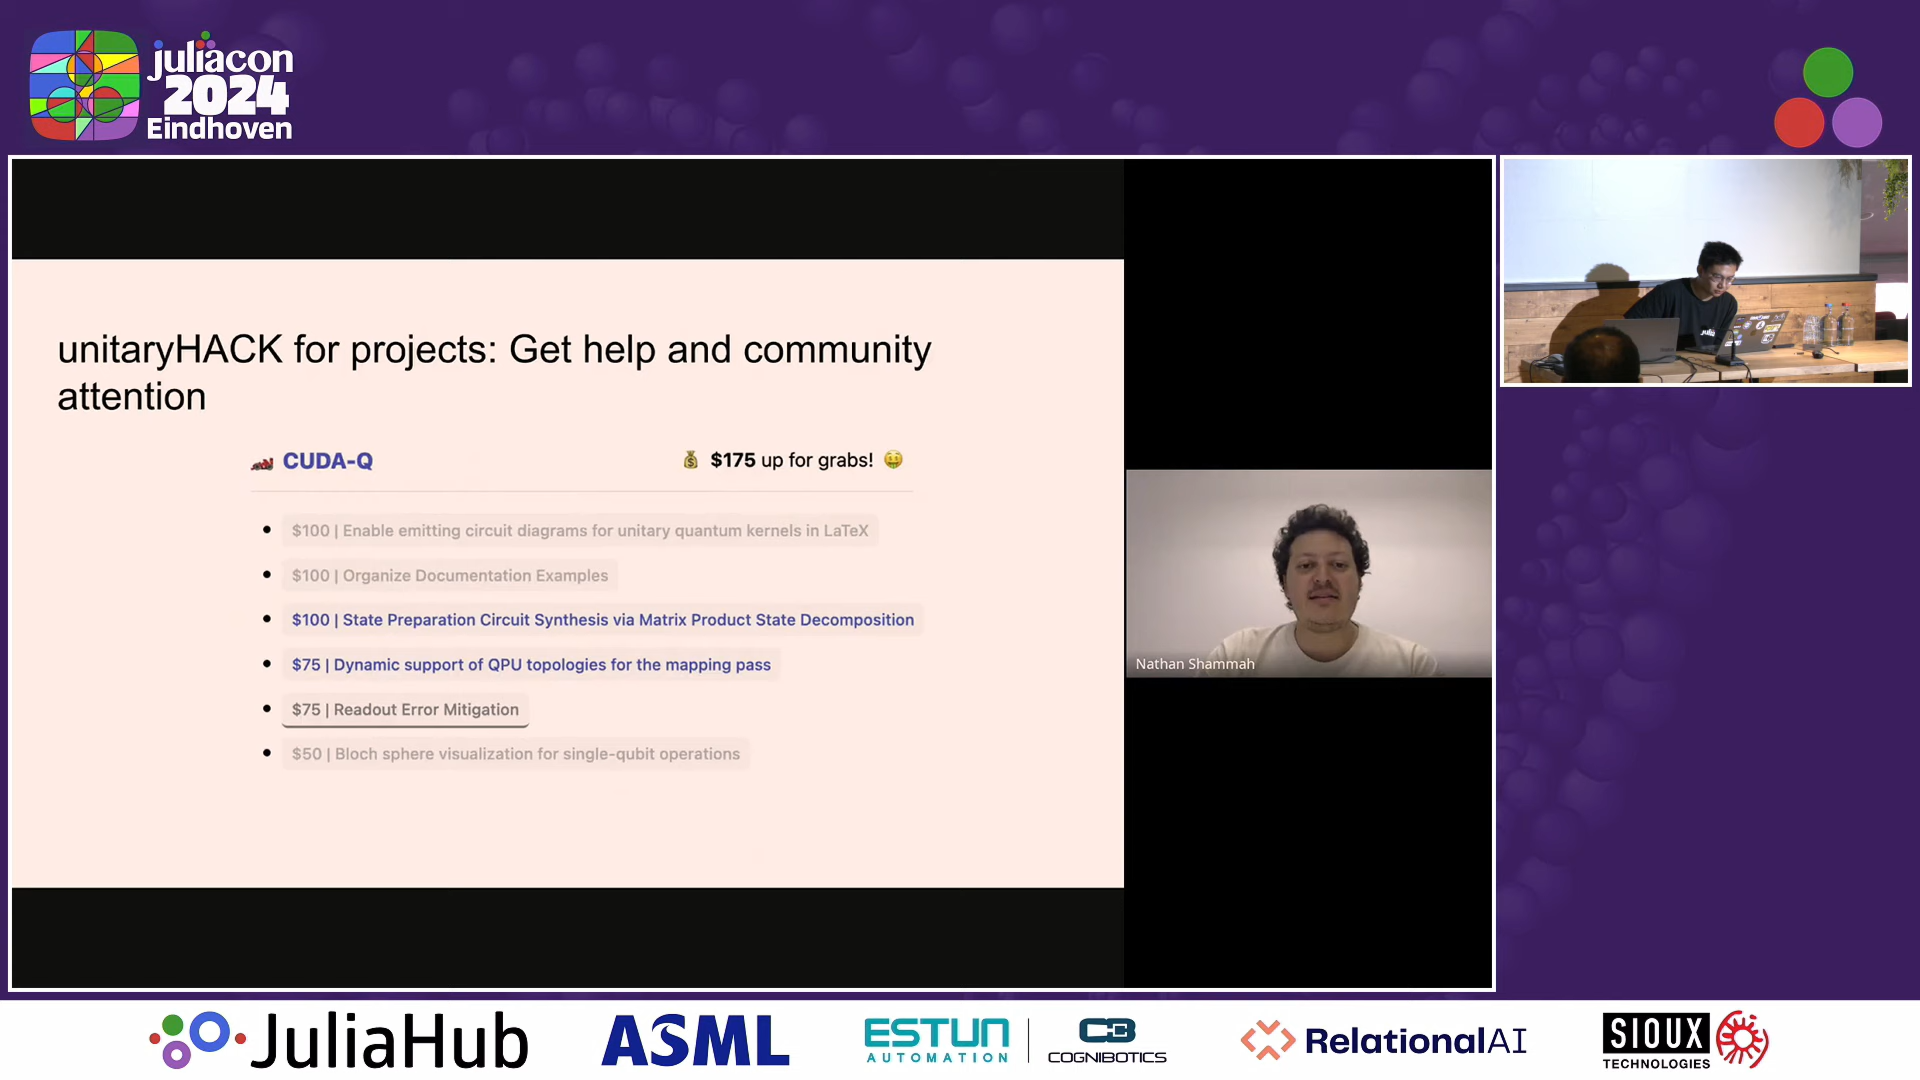 juliacon
2024
Eindhoven
unitaryHACK for projects: Get help and community
attention
CUDA-Q
$175 up for grabs!
$100 | Enable emitting circuit diagrams for unitary quantum kernels in LaTeX
$100 | Organize Documentation Examples
$100 | State Preparation Circuit Synthesis via Matrix Product State Decomposition
$75 | Dynamic support of QPU topologies for the mapping pass
$75 | Readout Error Mitigation
$50 | Bloch sphere visualization for single-qubit operations
Nathan Shammah
JuliaHub
ASML
ESTUN
AUTOMATION
COGNIBOTICS
RelationalAI
SIOUX
TECHNOLOGIES